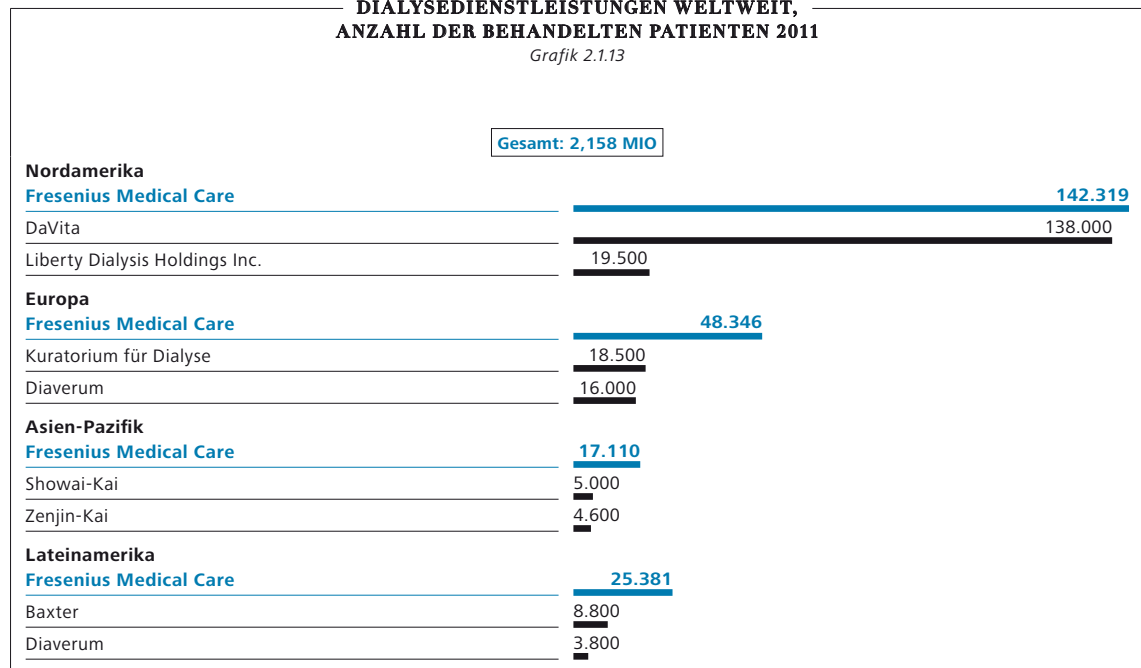 DIALYSEDIENSTLEISTUNGEN WELTWEIT,
ANZAHL DER BEHANDELTEN PATIENTEN 2011
Grafik 2.1.13
Gesamt: 2,158 MIO
Nordamerika
Fresenius Medical Care 142.319
DaVita 138.000
Liberty Dialysis Holdings Inc. 19.500
Europa
Fresenius Medical Care 48.346
Kuratorium für Dialyse 18.500
Diaverum 16.000
Asien-Pazifik
Fresenius Medical Care 17.110
Showai-Kai 5.000
Zenjin-Kai 4.600
Lateinamerika
Fresenius Medical Care 25.381
Baxter 8.800
Diaverum 3.800